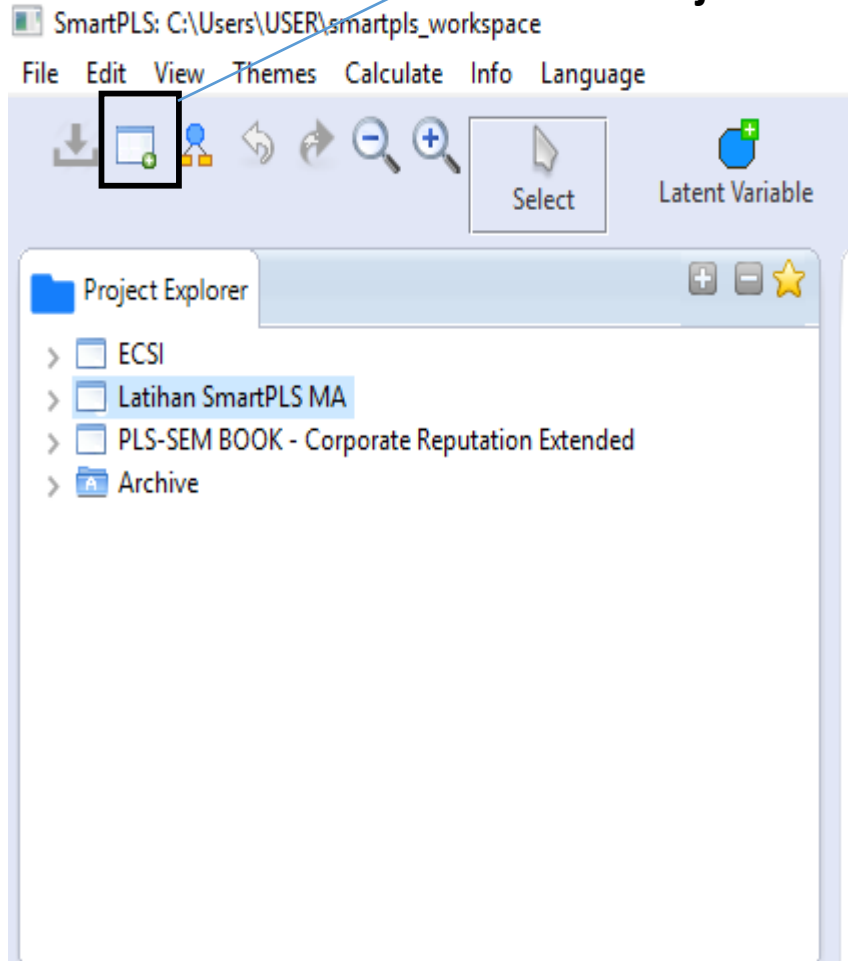 SmartPLS: C:\Users\USER\smartpls_workspace
File Edit View Themes Calculate Info Language
Select
Latent Variable
Project Explorer
ECSI
Latihan SmartPLS MA
PLS-SEM BOOK - Corporate Reputation Extended
A Archive